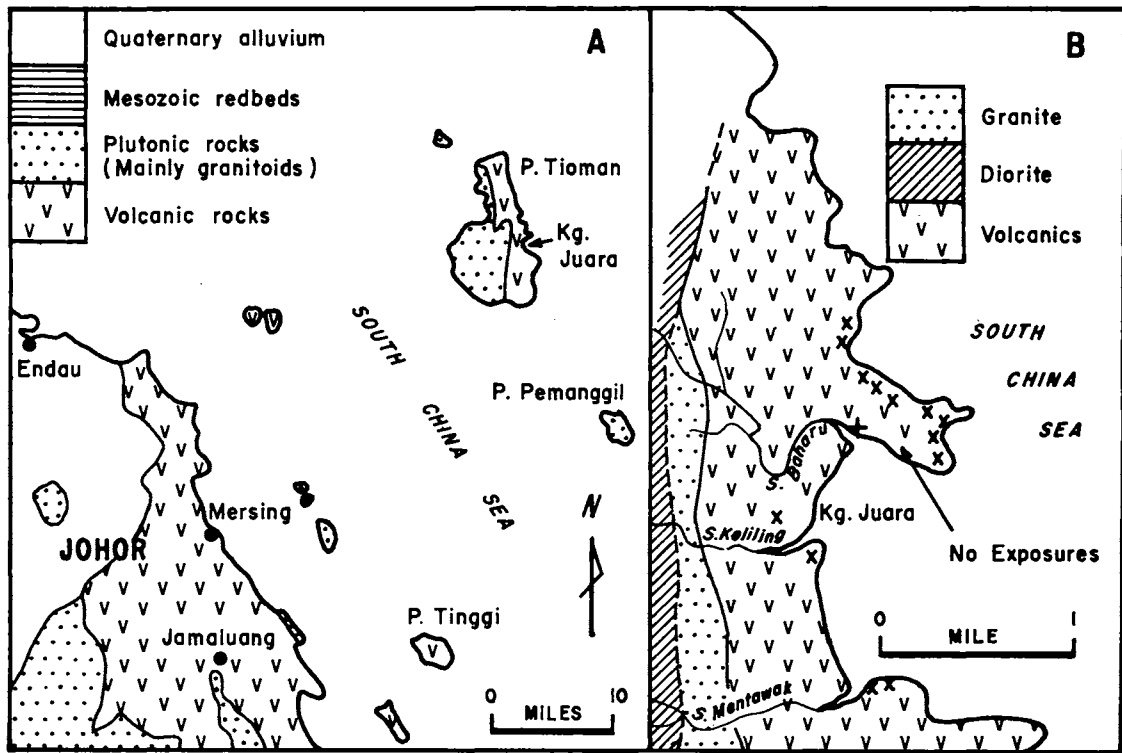 A
Quaternary alluvium
Mesozoic redbeds
Plutonic rocks
(Mainly granitoids)
Volcanic rocks
P. Tioman
Kg.
Juara
SOUTH
CHINA
SEA
Endau
P. Pemanggil
Mersing
JOHOR
N
P. Tinggi
Jamaluang
0 10
MILES
B
Granite
Diorite
Volcanics
SOUTH
CHINA
SEA
S. Baharu
Kg. Juara
S. Keliling
No Exposures
0 1
MILE
S. Mentawak